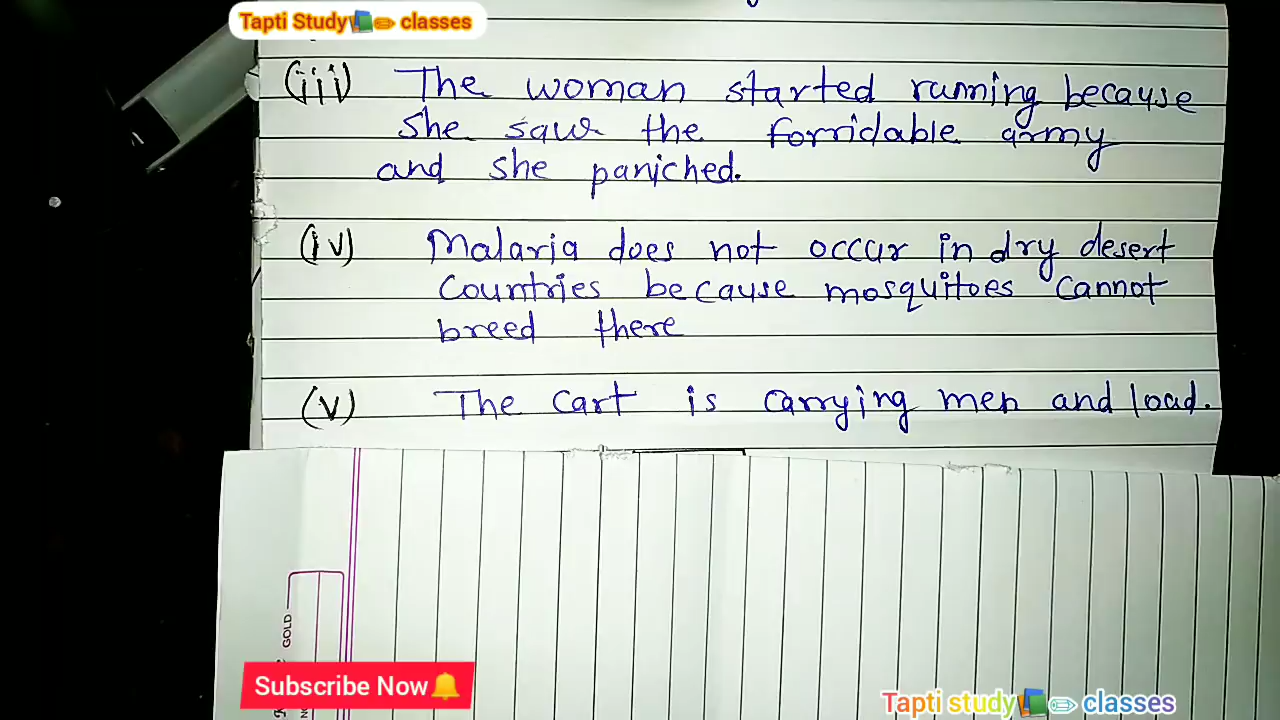 Tapti Study📚✏ classes
(iii) The woman started running because
she saw the formidable army
and she paniched.
(iv) Malaria does not occur in dry desert
Countries because mosquitoes cannot
breed there
(v) The cart is carrying men and load.
GOLD
Subscribe Now🔔
Tapti study📚✏ classes